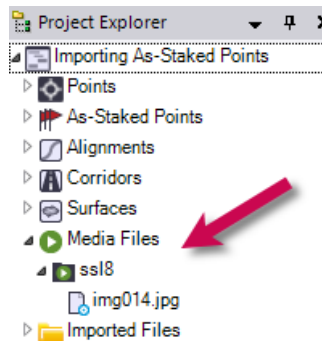 Project Explorer
Importing As-Staked Points
Points
As-Staked Points
Alignments
Corridors
Surfaces
Media Files
ssl8
img014.jpg
Imported Files